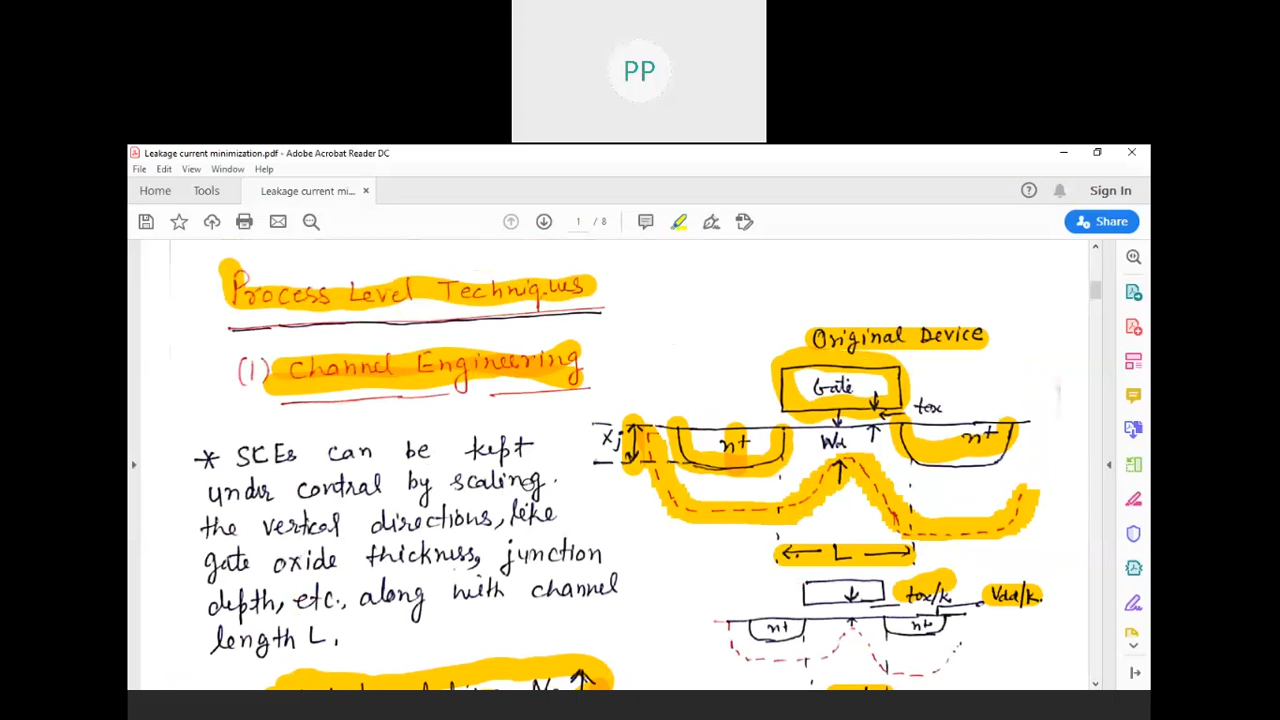 PP
Leakage current minimization.pdf - Adobe Acrobat Reader DC
File Edit View Window Help
Home Tools Leakage current mi... × Sign In
1 / 8 Share
Process Level Techniques
(1) Channel Engineering
* SCEs can be kept
under control by scaling
the vertical directions, like
gate oxide thickness, junction
depth, etc., along with channel
length L.
Original Device
Gate
tox
Xj n+ Wd n+
L
tox/k Vdd/k.
n+ n+